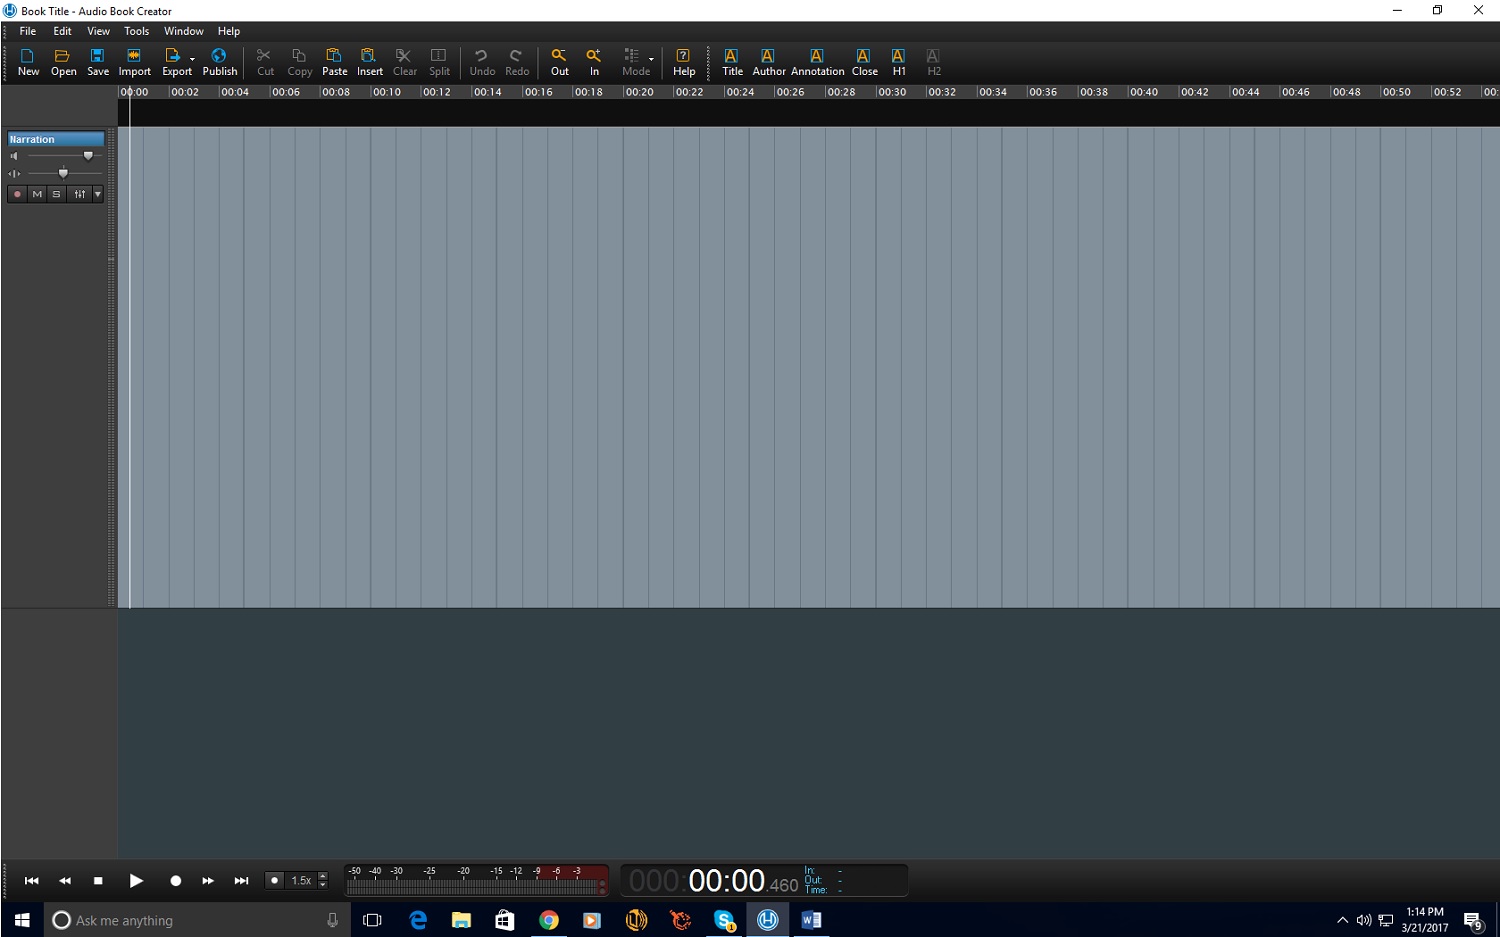 Book Title - Audio Book Creator
File Edit View Tools Window Help
New Open Save Import Export Publish Cut Copy Paste Insert Clear Split Undo Redo Out In Mode Help Title Author Annotation Close H1 H2
00:00 00:02 00:04 00:06 00:08 00:10 00:12 00:14 00:16 00:18 00:20 00:22 00:24 00:26 00:28 00:30 00:32 00:34 00:36 00:38 00:40 00:42 00:44 00:46 00:48 00:50 00:52 00:
Narration
M S
-50 -40 -30 -25 -20 -15 -12 -9 -6 -3
1.5x
000:00:00.460
In: -
Out: -
Time: -
Ask me anything
1
1:14 PM
3/21/2017
9